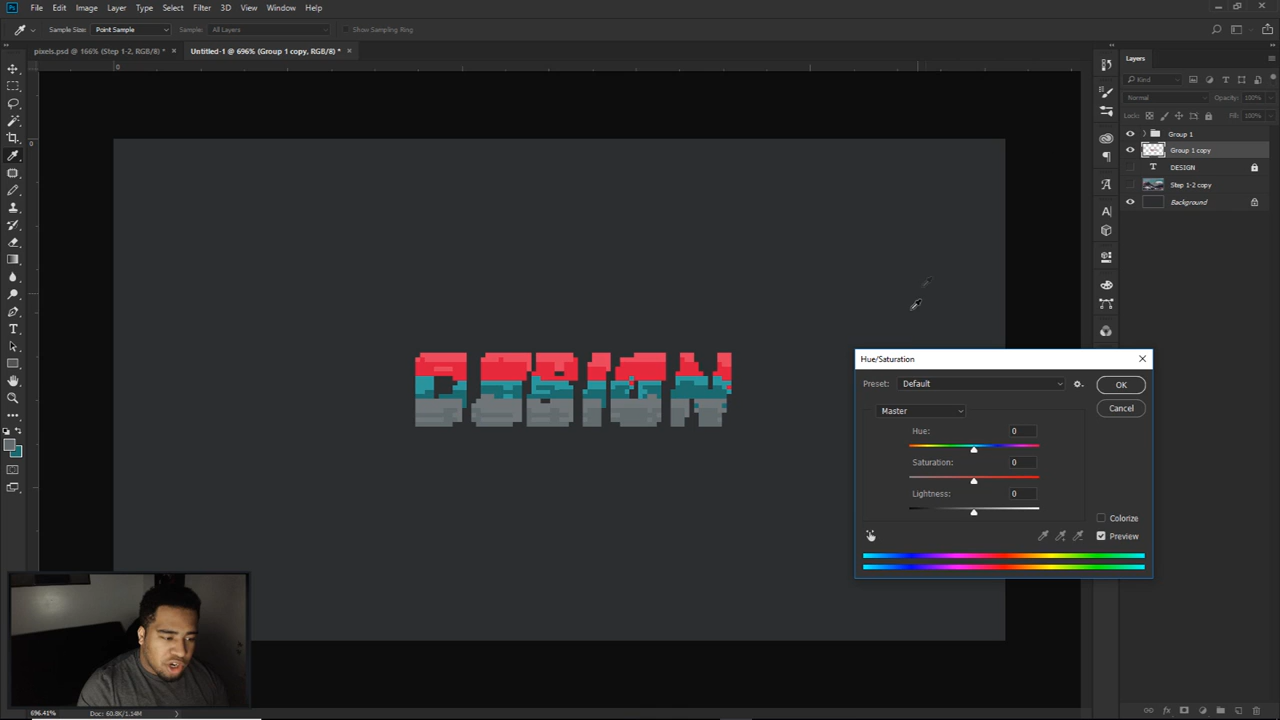 Ps File Edit Image Layer Type Select Filter 3D View Window Help
Sample Size: Point Sample Sample: All Layers Show Sampling Ring
pixels.psd @ 166% (Step 1-2, RGB/8) * × Untitled-1 @ 696% (Group 1 copy, RGB/8) * ×
Layers
Kind
Normal Opacity: 100%
Lock: Fill: 100%
Group 1
Group 1 copy
T DESIGN
Step 1-2 copy
Background
0
0
DESIGN
Hue/Saturation
Preset: Default OK
Cancel
Master
Hue: 0
Saturation: 0
Lightness: 0
Colorize
Preview
696.41% Doc: 60.8K/1.14M